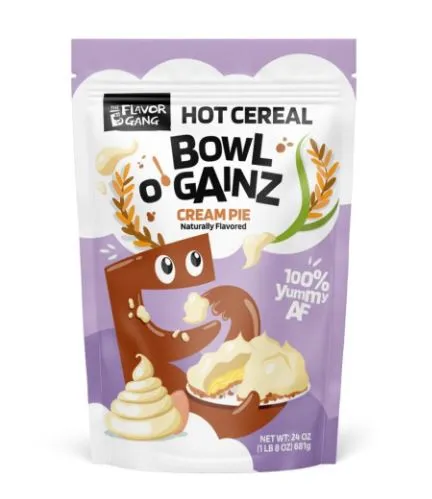 THE FLAVOR GANG
HOT CEREAL
BOWL
O' GAINZ
CREAM PIE
Naturally Flavored
100%
Yummy
AF
NET WT: 24 OZ
(1 LB 8 OZ) 681g